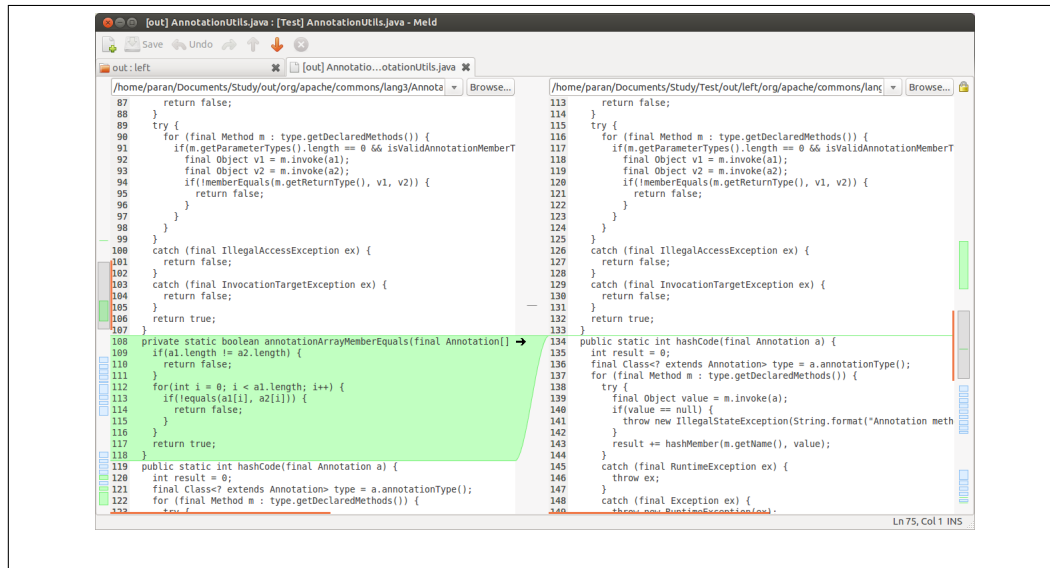 [out] AnnotationUtils.java : [Test] AnnotationUtils.java - Meld
Save Undo
out : left [out] Annotatio...otationUtils.java
/home/paran/Documents/Study/out/org/apache/commons/lang3/Annota Browse...
87 return false;
88 }
89 try {
90 for (final Method m : type.getDeclaredMethods()) {
91 if(m.getParameterTypes().length == 0 && isValidAnnotationMemberT
92 final Object v1 = m.invoke(a1);
93 final Object v2 = m.invoke(a2);
94 if(!memberEquals(m.getReturnType(), v1, v2)) {
95 return false;
96 }
97 }
98 }
99 }
100 catch (final IllegalAccessException ex) {
101 return false;
102 }
103 catch (final InvocationTargetException ex) {
104 return false;
105 }
106 return true;
107 }
108 private static boolean annotationArrayMemberEquals(final Annotation[]
109 if(a1.length != a2.length) {
110 return false;
111 }
112 for(int i = 0; i < a1.length; i++) {
113 if(!equals(a1[i], a2[i])) {
114 return false;
115 }
116 }
117 return true;
118 }
119 public static int hashCode(final Annotation a) {
120 int result = 0;
121 final Class<? extends Annotation> type = a.annotationType();
122 for (final Method m : type.getDeclaredMethods()) {
123 try {
/home/paran/Documents/Study/Test/out/left/org/apache/commons/lang Browse...
113 return false;
114 }
115 try {
116 for (final Method m : type.getDeclaredMethods()) {
117 if(m.getParameterTypes().length == 0 && isValidAnnotationMemberT
118 final Object v1 = m.invoke(a1);
119 final Object v2 = m.invoke(a2);
120 if(!memberEquals(m.getReturnType(), v1, v2)) {
121 return false;
122 }
123 }
124 }
125 }
126 catch (final IllegalAccessException ex) {
127 return false;
128 }
129 catch (final InvocationTargetException ex) {
130 return false;
131 }
132 return true;
133 }
134 public static int hashCode(final Annotation a) {
135 int result = 0;
136 final Class<? extends Annotation> type = a.annotationType();
137 for (final Method m : type.getDeclaredMethods()) {
138 try {
139 final Object value = m.invoke(a);
140 if(value == null) {
141 throw new IllegalStateException(String.format("Annotation meth
142 }
143 result += hashMember(m.getName(), value);
144 }
145 catch (final RuntimeException ex) {
146 throw ex;
147 }
148 catch (final Exception ex) {
149 throw new RuntimeException(ex);
Ln 75, Col 1 INS